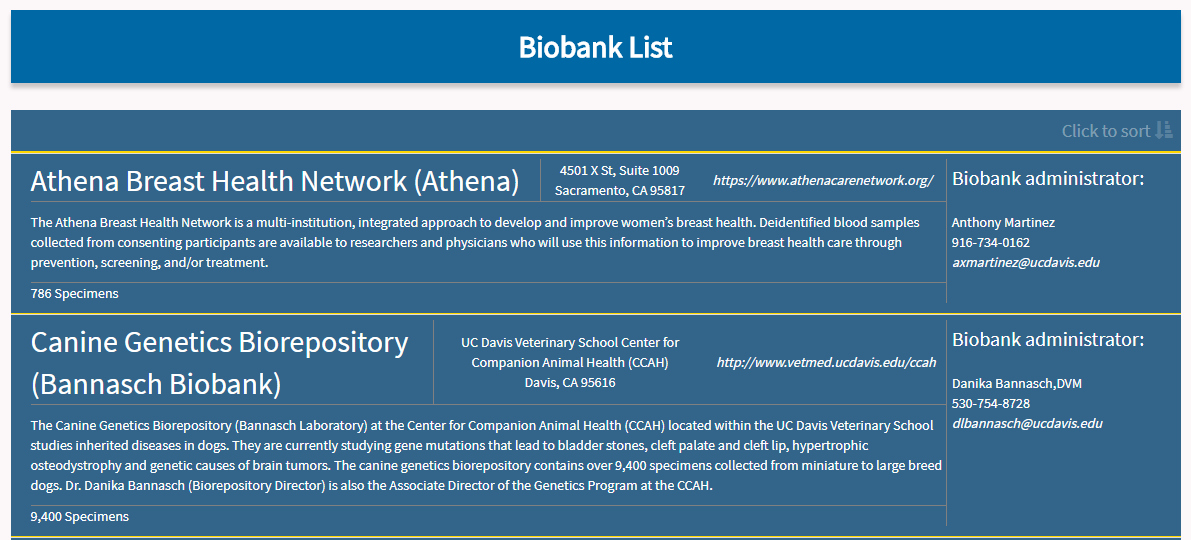 Biobank List
Click to sort
Athena Breast Health Network (Athena)
4501 X St, Suite 1009
Sacramento, CA 95817
https://www.athenacarenetwork.org/
The Athena Breast Health Network is a multi-institution, integrated approach to develop and improve women’s breast health. Deidentified blood samples
collected from consenting participants are available to researchers and physicians who will use this information to improve breast health care through
prevention, screening, and/or treatment.
786 Specimens
Biobank administrator:
Anthony Martinez
916-734-0162
axmartinez@ucdavis.edu
Canine Genetics Biorepository
(Bannasch Biobank)
UC Davis Veterinary School Center for
Companion Animal Health (CCAH)
Davis, CA 95616
http://www.vetmed.ucdavis.edu/ccah
The Canine Genetics Biorepository (Bannasch Laboratory) at the Center for Companion Animal Health (CCAH) located within the UC Davis Veterinary School
studies inherited diseases in dogs. They are currently studying gene mutations that lead to bladder stones, cleft palate and cleft lip, hypertrophic
osteodystrophy and genetic causes of brain tumors. The canine genetics biorepository contains over 9,400 specimens collected from miniature to large breed
dogs. Dr. Danika Bannasch (Biorepository Director) is also the Associate Director of the Genetics Program at the CCAH.
9,400 Specimens
Biobank administrator:
Danika Bannasch,DVM
530-754-8728
dlbannasch@ucdavis.edu